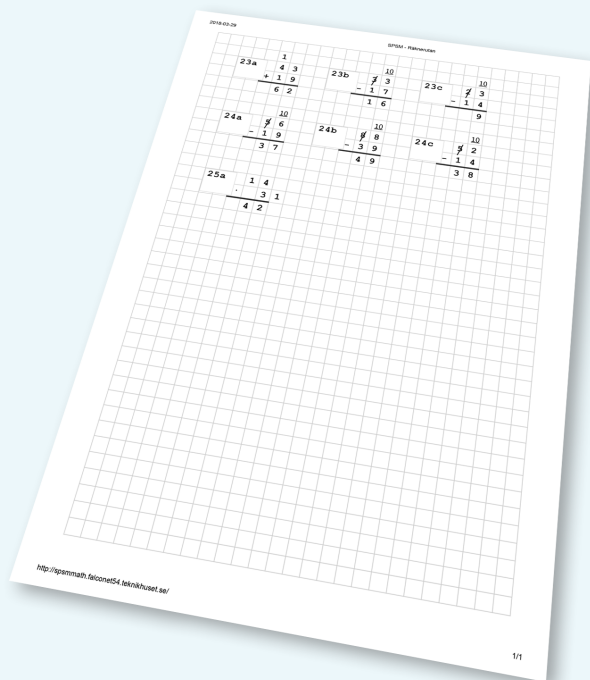 2018-03-28
SPSM - Räknerutan
23a
1
4 3
+ 1 9
6 2
23b
10
3 3
- 1 7
1 6
23c
10
2 3
- 1 4
9
24a
10
5 6
- 1 9
3 7
24b
10
8 8
- 3 9
4 9
24c
10
5 2
- 1 4
3 8
25a
1 4
· 3 1
4 2
http://spsmmath.falconet54.teknikhuset.se/
1/1